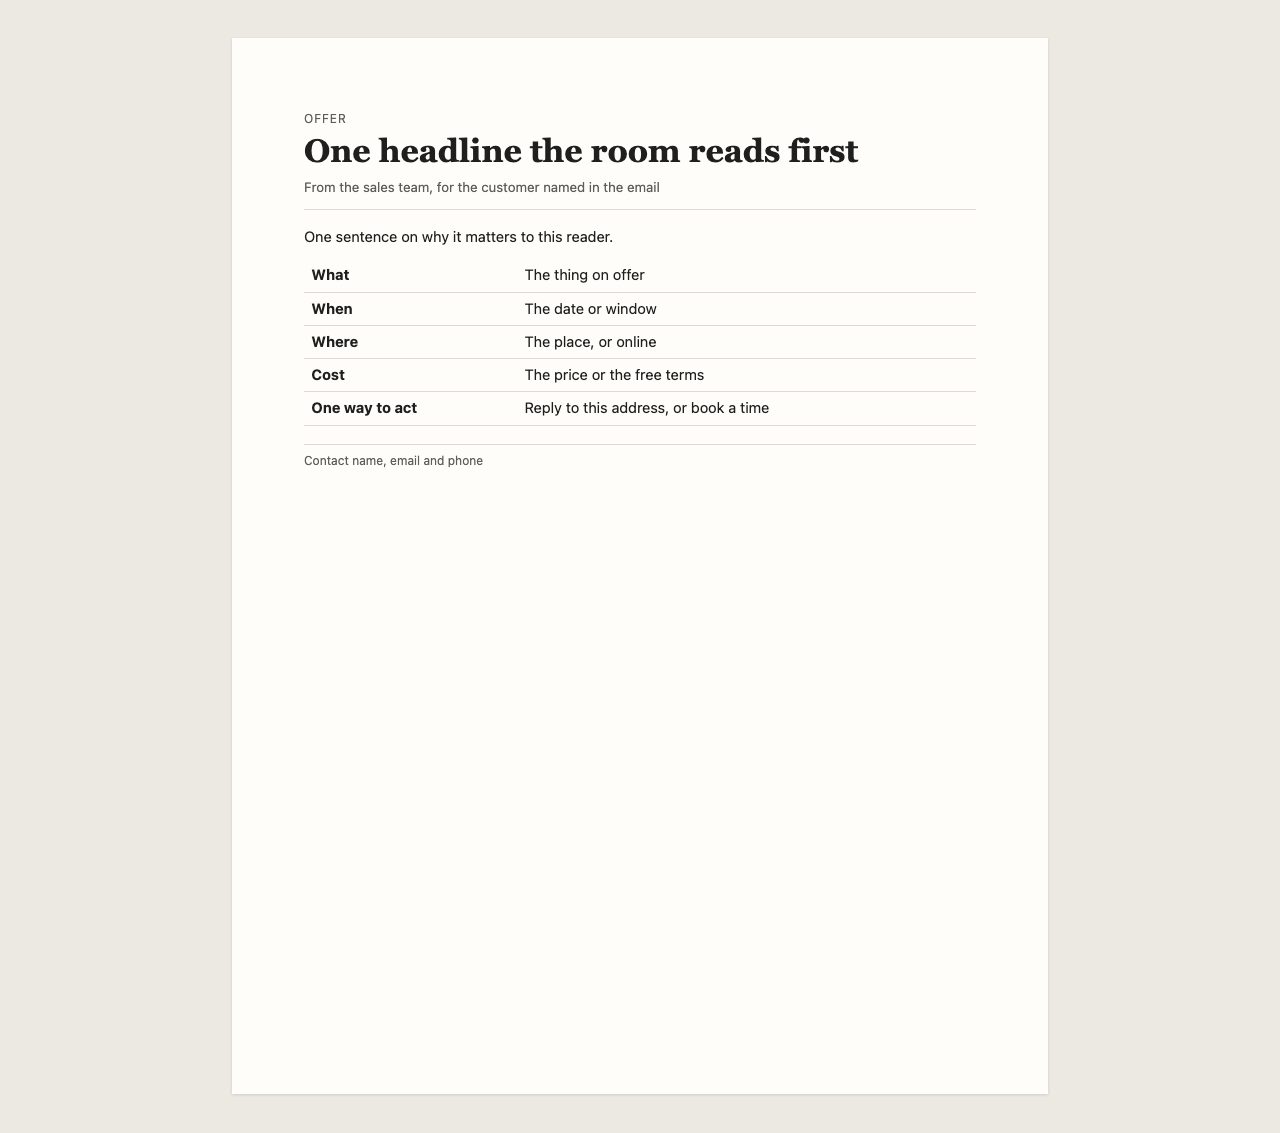 OFFER
One headline the room reads first
From the sales team, for the customer named in the email
One sentence on why it matters to this reader.
What The thing on offer
When The date or window
Where The place, or online
Cost The price or the free terms
One way to act Reply to this address, or book a time
Contact name, email and phone